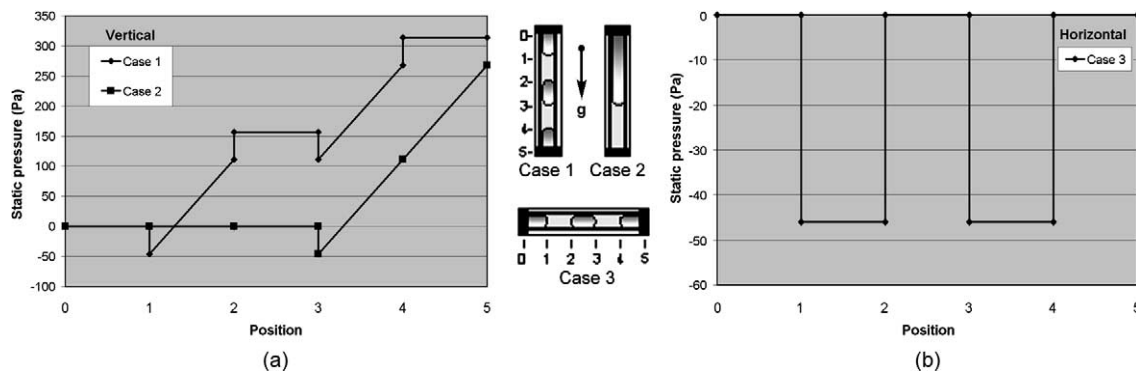 350
300
250
200
150
100
50
0
-50
-100
Static pressure (Pa)
Vertical
Case 1
Case 2
0 1 2 3 4 5
Position
(a)
0-
1-
2-
3-
4-
5-
g
Case 1 Case 2
0 1 2 3 4 5
Case 3
0
-10
-20
-30
-40
-50
-60
Static pressure (Pa)
Horizontal
Case 3
0 1 2 3 4 5
Position
(b)